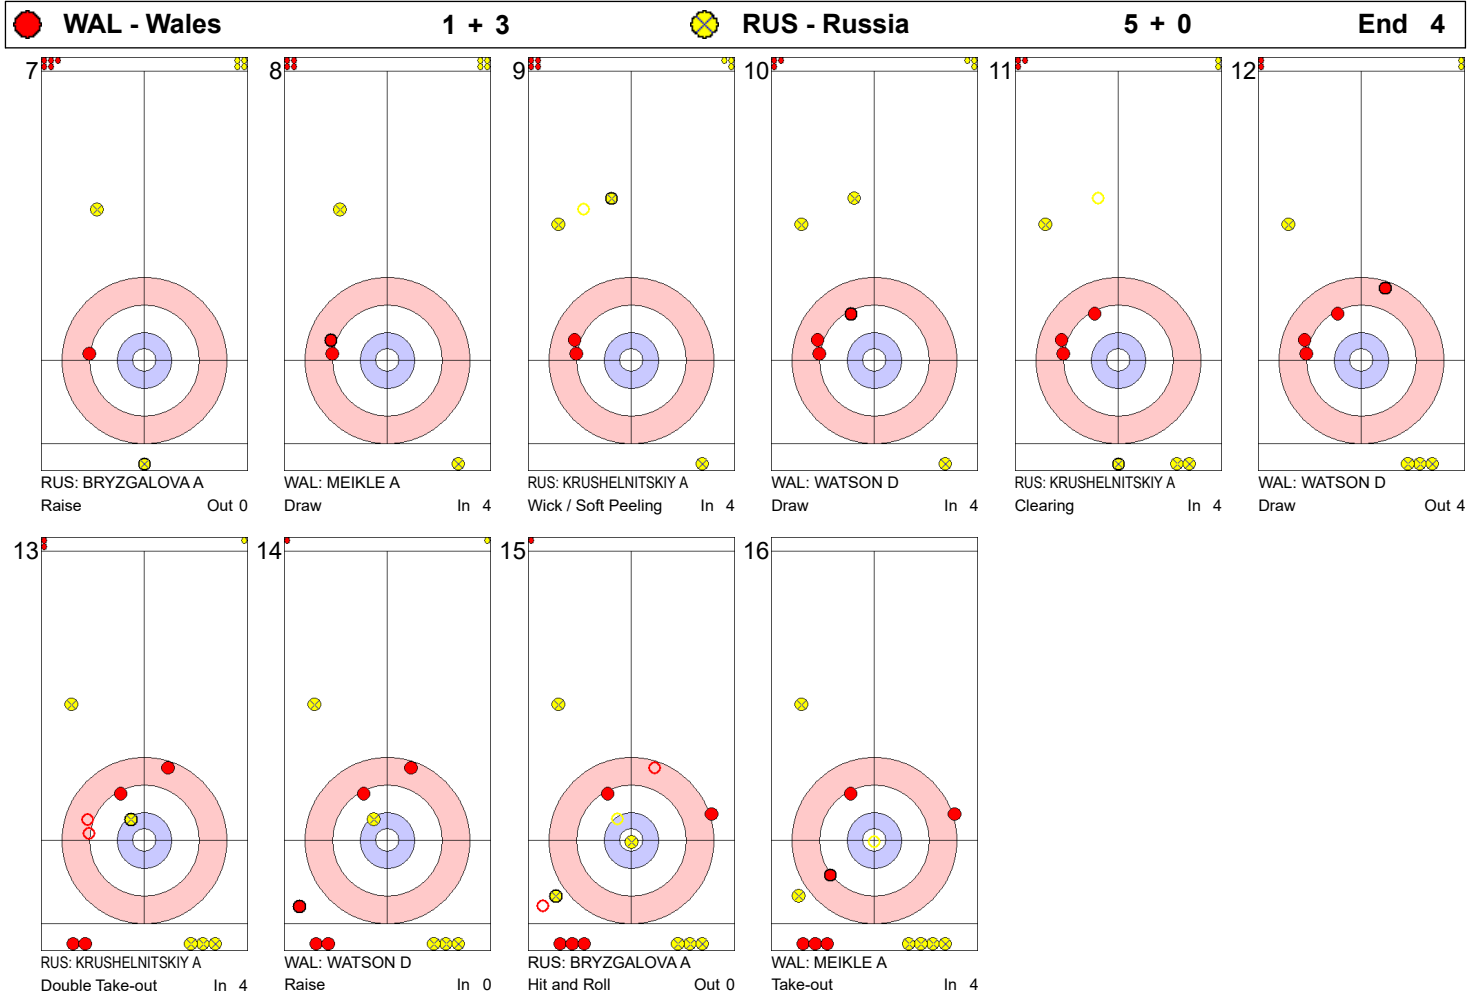 WAL - Wales 1 + 3 RUS - Russia 5 + 0 End 4
7 8 9 10 11 12
RUS: BRYZGALOVA A WAL: MEIKLE A RUS: KRUSHELNITSKIY A WAL: WATSON D RUS: KRUSHELNITSKIY A WAL: WATSON D
Raise Out 0 Draw In 4 Wick / Soft Peeling In 4 Draw In 4 Clearing In 4 Draw Out 4
13 14 15 16
RUS: KRUSHELNITSKIY A WAL: WATSON D RUS: BRYZGALOVA A WAL: MEIKLE A
Double Take-out In 4 Raise In 0 Hit and Roll Out 0 Take-out In 4